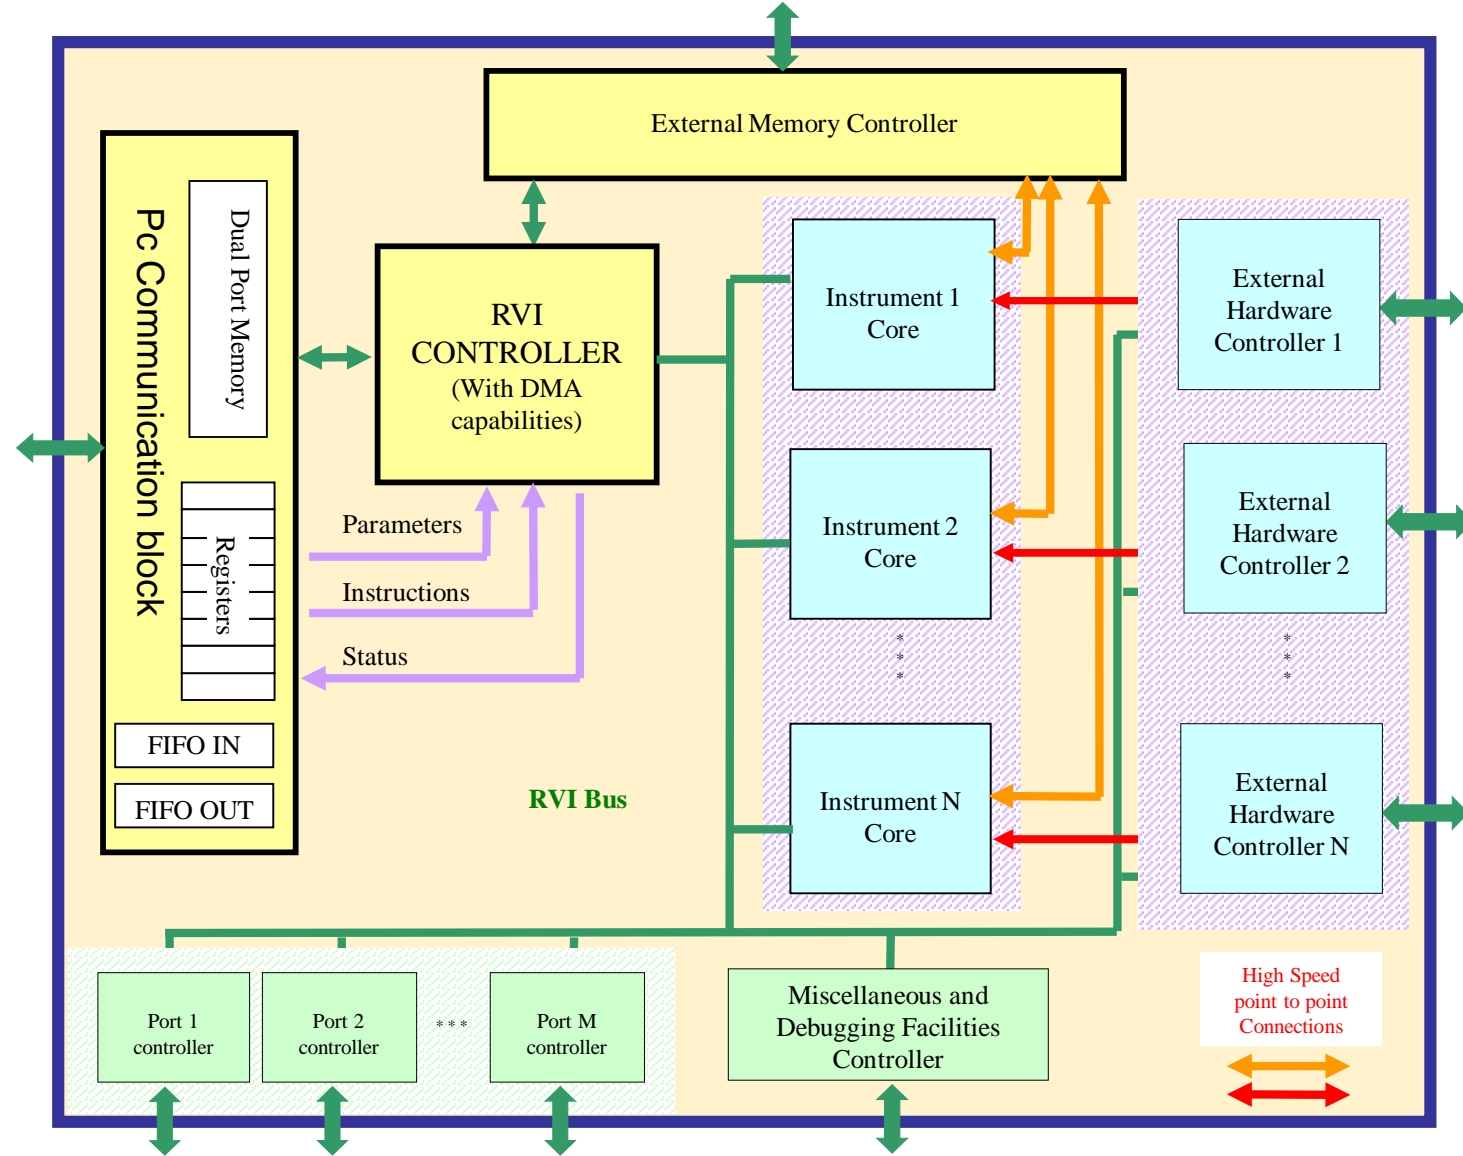 External Memory Controller
Pc Communication block
Dual Port Memory
Registers
FIFO IN
FIFO OUT
RVI
CONTROLLER
(With DMA
capabilities)
Parameters
Instructions
Status
RVI Bus
Instrument 1
Core
Instrument 2
Core
*
*
*
Instrument N
Core
External
Hardware
Controller 1
External
Hardware
Controller 2
*
*
*
External
Hardware
Controller N
Port 1
controller
Port 2
controller
* * *
Port M
controller
Miscellaneous and
Debugging Facilities
Controller
High Speed
point to point
Connections